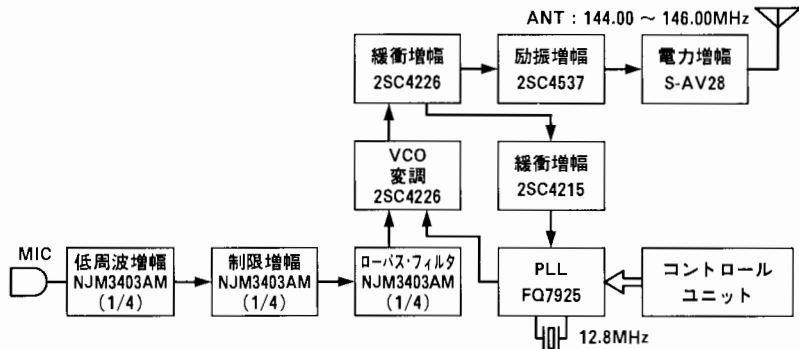 ANT : 144.00 ～ 146.00MHz
緩衝増幅
2SC4226
励振増幅
2SC4537
電力増幅
S-AV28
VCO
変調
2SC4226
緩衝増幅
2SC4215
MIC
低周波増幅
NJM3403AM
(1/4)
制限増幅
NJM3403AM
(1/4)
ローパス・フィルタ
NJM3403AM
(1/4)
PLL
FQ7925
コントロール
ユニット
12.8MHz